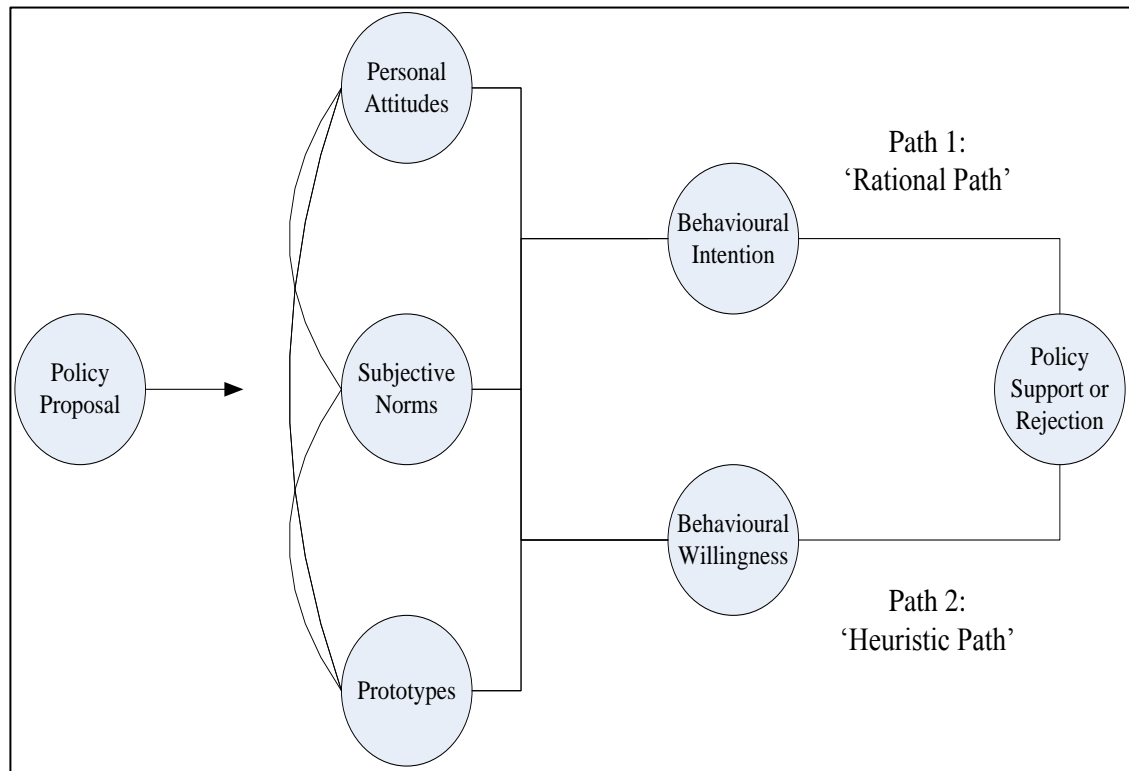 Personal
Attitudes
Path 1:
‘Rational Path’
Behavioural
Intention
Policy
Proposal
Subjective
Norms
Policy
Support or
Rejection
Behavioural
Willingness
Path 2:
‘Heuristic Path’
Prototypes